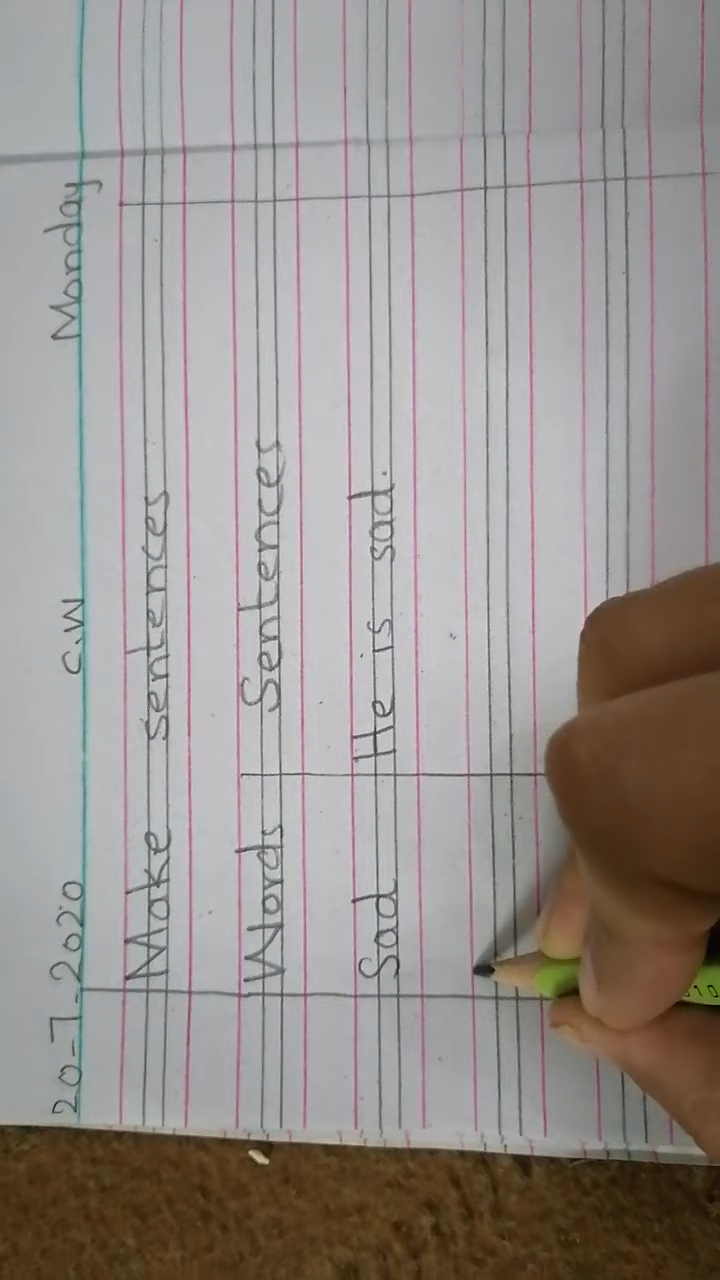 20-7-2020 C.W Monday
Make sentences
Words Sentences
Sad He is sad.